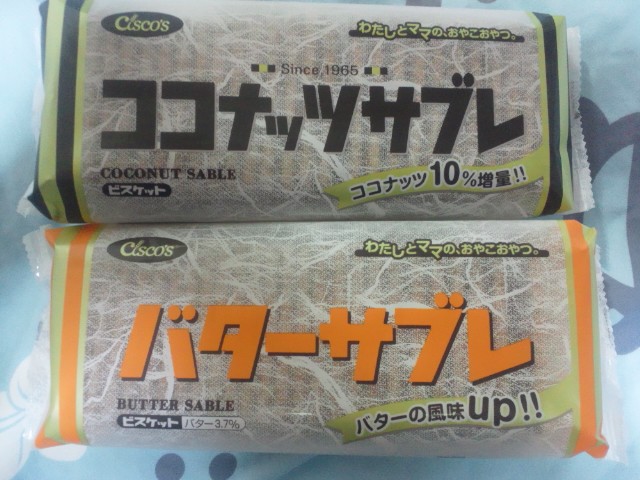 Cisco's
わたしとママの、おやこおやつ。
Since,1965
ココナッツサブレ
COCONUT SABLE
ビスケット
ココナッツ10%増量!!
Cisco's
わたしとママの、おやこおやつ。
バターサブレ
BUTTER SABLE
ビスケット バター3.7%
バターの風味up!!